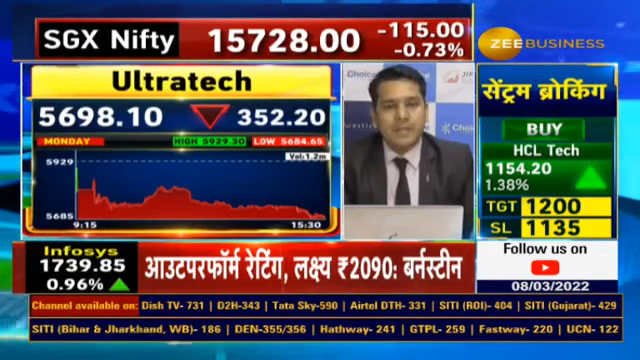 SGX Nifty 15728.00 -115.00
-0.73%
ZEE BUSINESS
Ultratech
5698.10 352.20
MONDAY HIGH 5929.30 LOW 5684.65
Vol:1.2m
5929
5685
9:15 15:30
Choice
सेंट्रम ब्रोकिंग
BUY
HCL Tech
1154.20
1.38%
TGT 1200
SL 1135
Infosys
1739.85
0.96%
आउटपरफॉर्म रेटिंग, लक्ष्य ₹2090: बर्नस्टीन
Follow us on
08/03/2022
Channel available on: Dish TV- 731 | D2H-343 | Tata Sky-590 | Airtel DTH- 331 | SITI (ROI)- 404 | SITI (Gujarat)- 429
SITI (Bihar & Jharkhand, WB)- 186 | DEN-355/356 | Hathway- 241 | GTPL- 259 | Fastway- 220 | UCN- 122